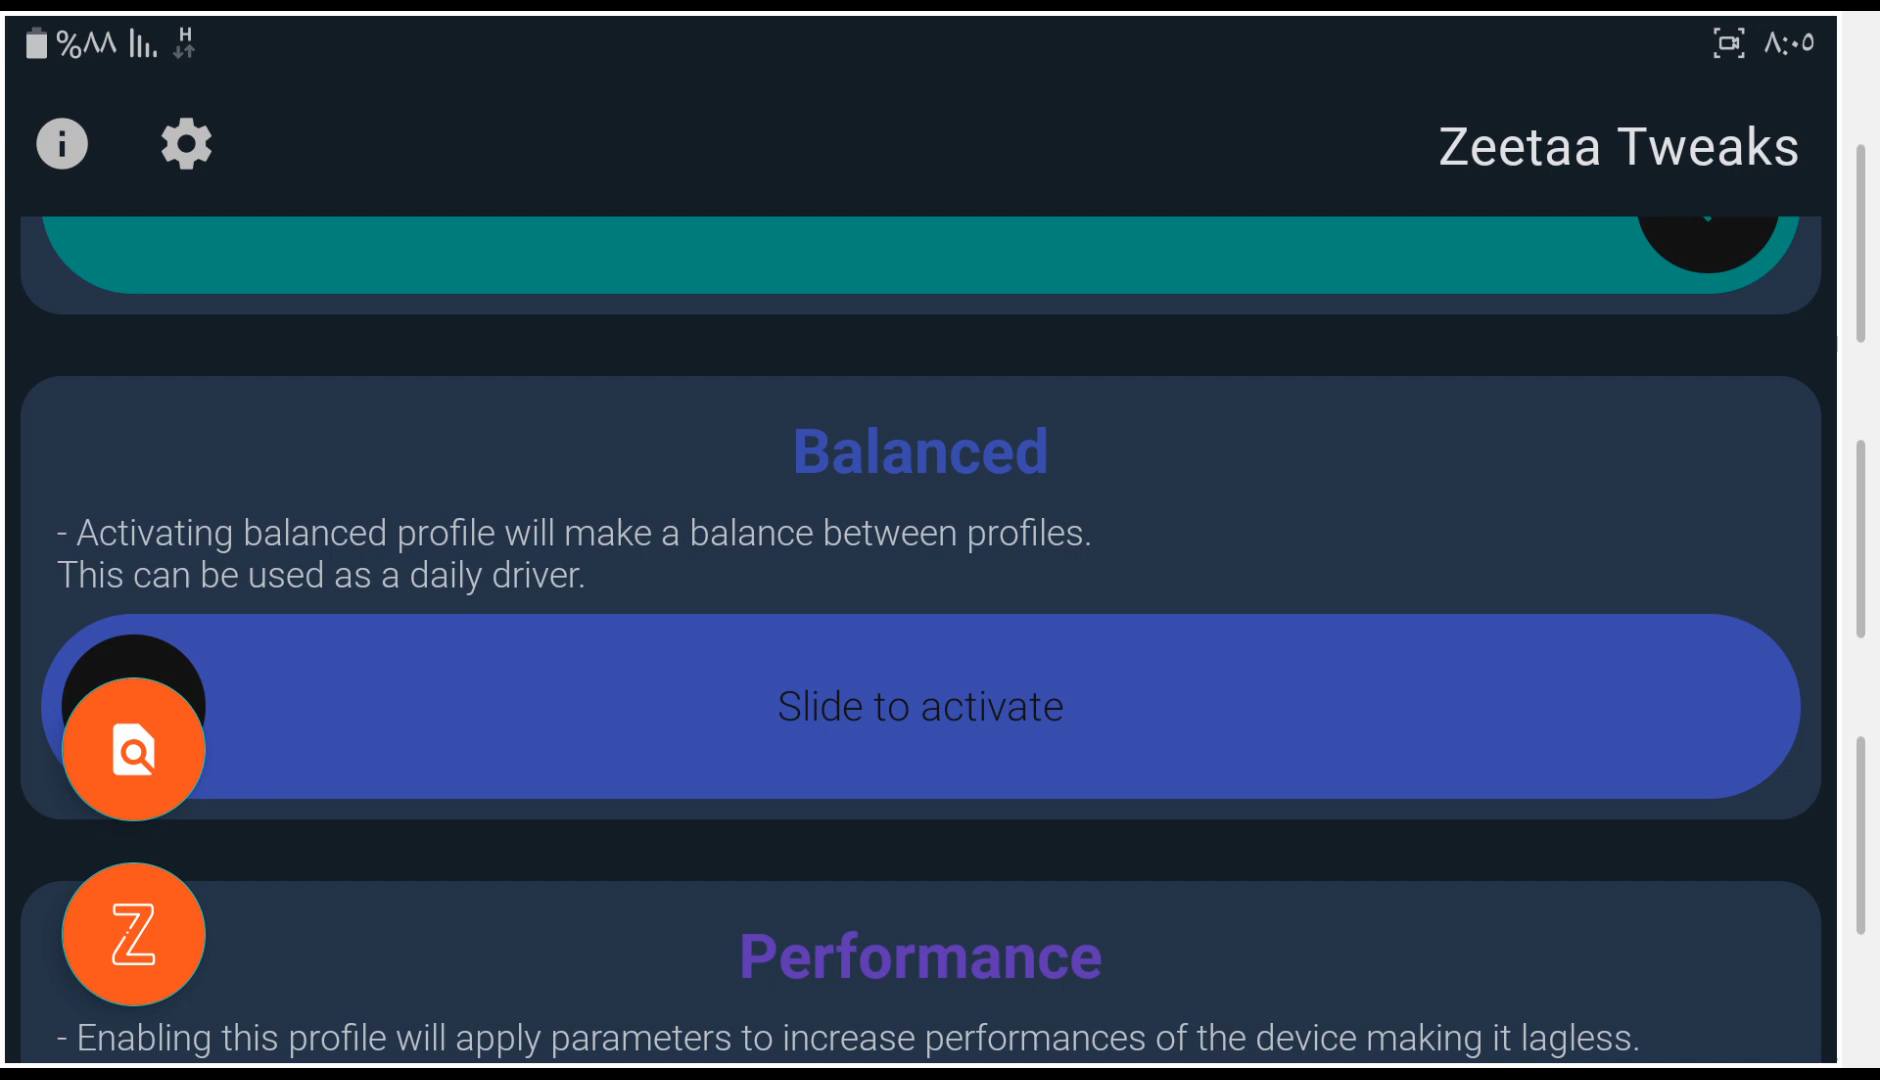 %٨٨ H ٨:٠٥
Zeetaa Tweaks
Balanced
- Activating balanced profile will make a balance between profiles.
This can be used as a daily driver.
Slide to activate
Z
Performance
- Enabling this profile will apply parameters to increase performances of the device making it lagless.